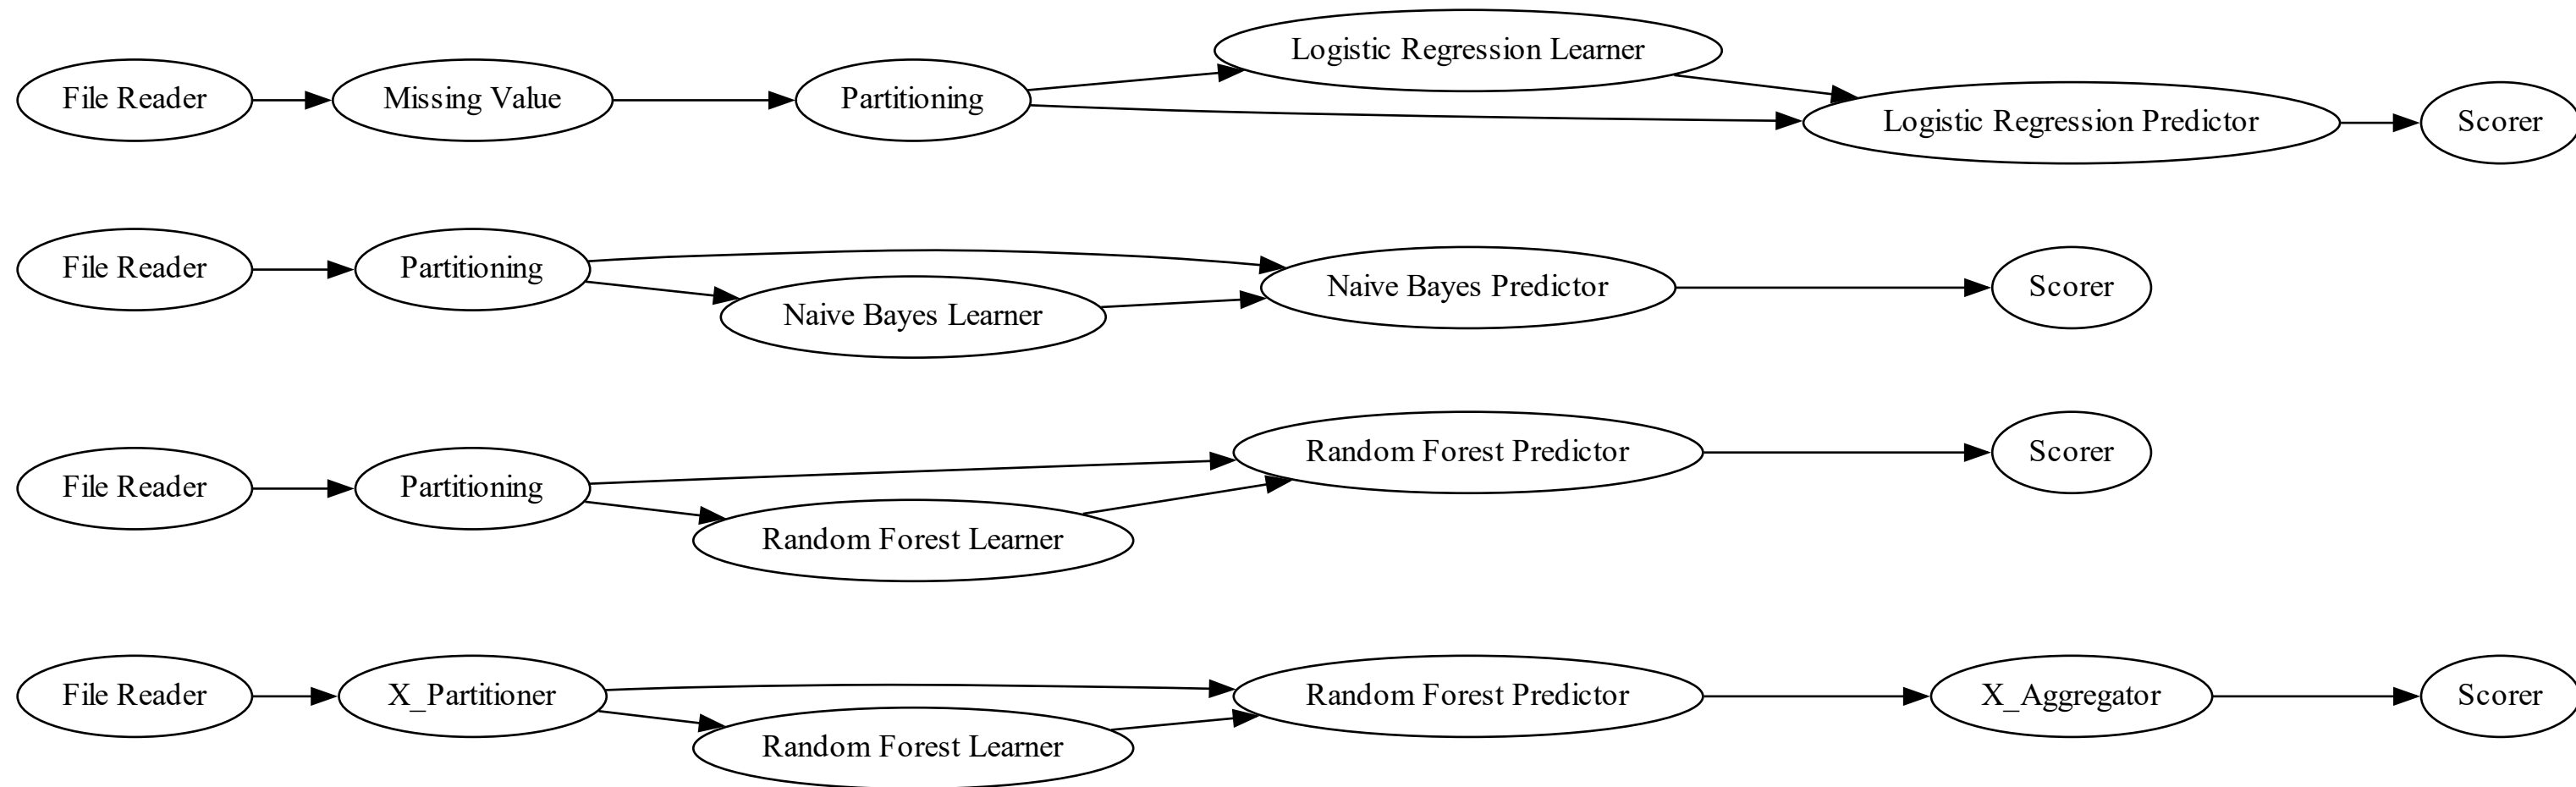 File Reader
Missing Value
Partitioning
Logistic Regression Learner
Logistic Regression Predictor
Scorer
File Reader
Partitioning
Naive Bayes Learner
Naive Bayes Predictor
Scorer
File Reader
Partitioning
Random Forest Learner
Random Forest Predictor
Scorer
File Reader
X_Partitioner
Random Forest Learner
Random Forest Predictor
X_Aggregator
Scorer